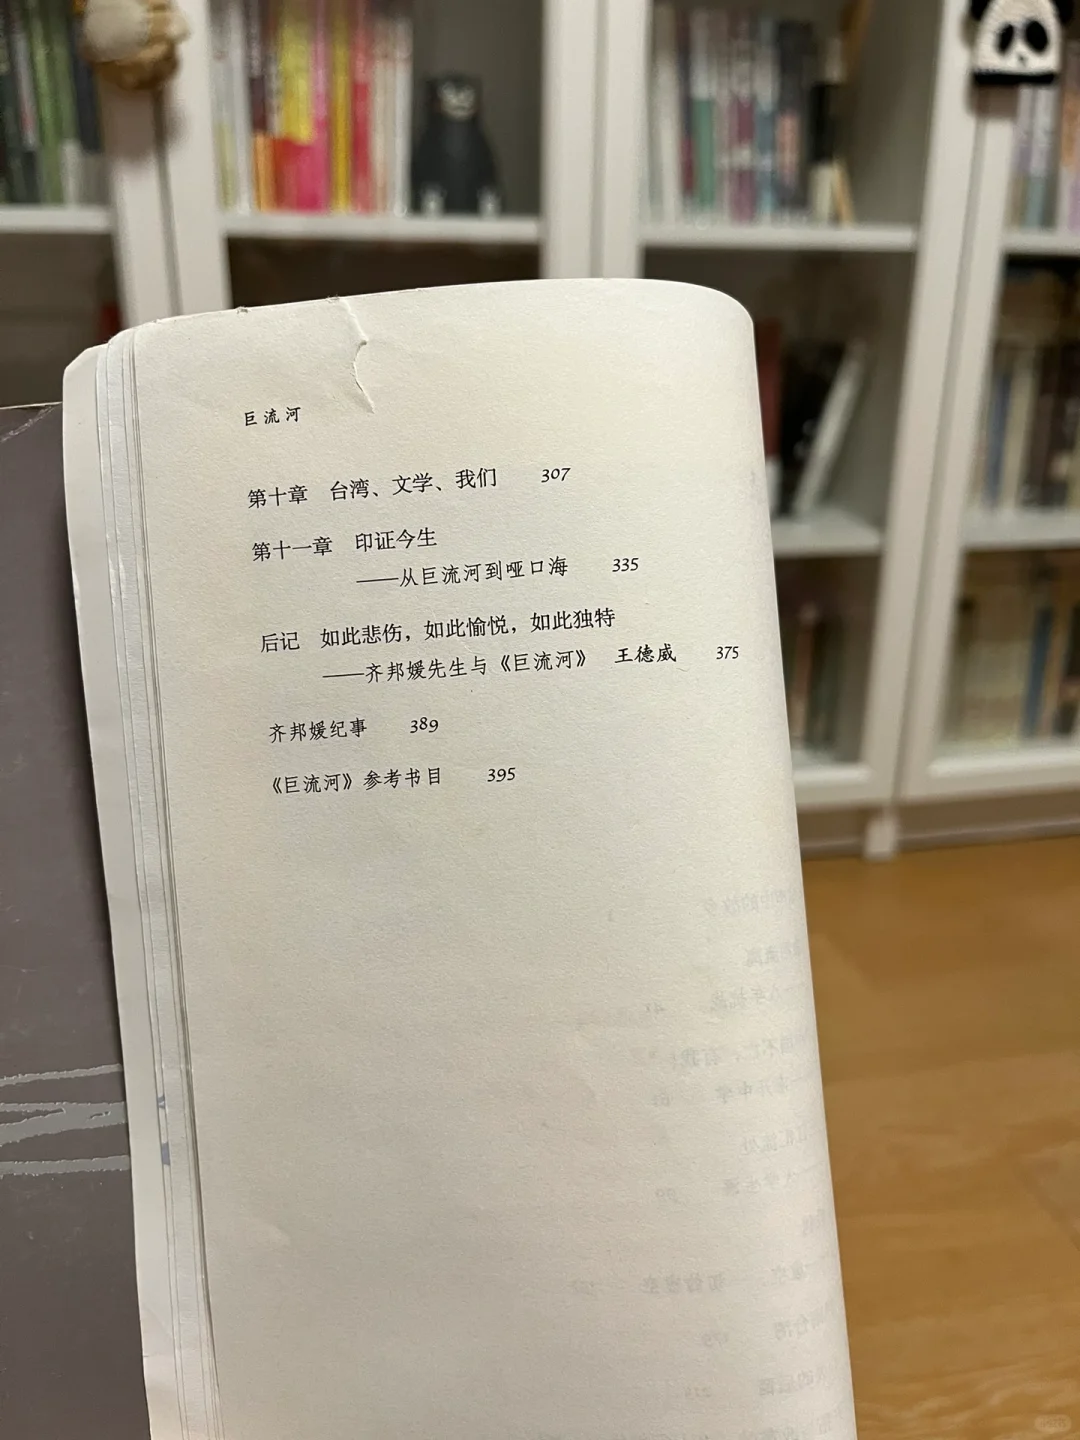 巨流河
第十章 台湾、文学、我们 307
第十一章 印证今生
——从巨流河到哑口海 335
后记 如此悲伤，如此愉悦，如此独特
——齐邦媛先生与《巨流河》 王德威 375
齐邦媛纪事 389
《巨流河》参考书目 395